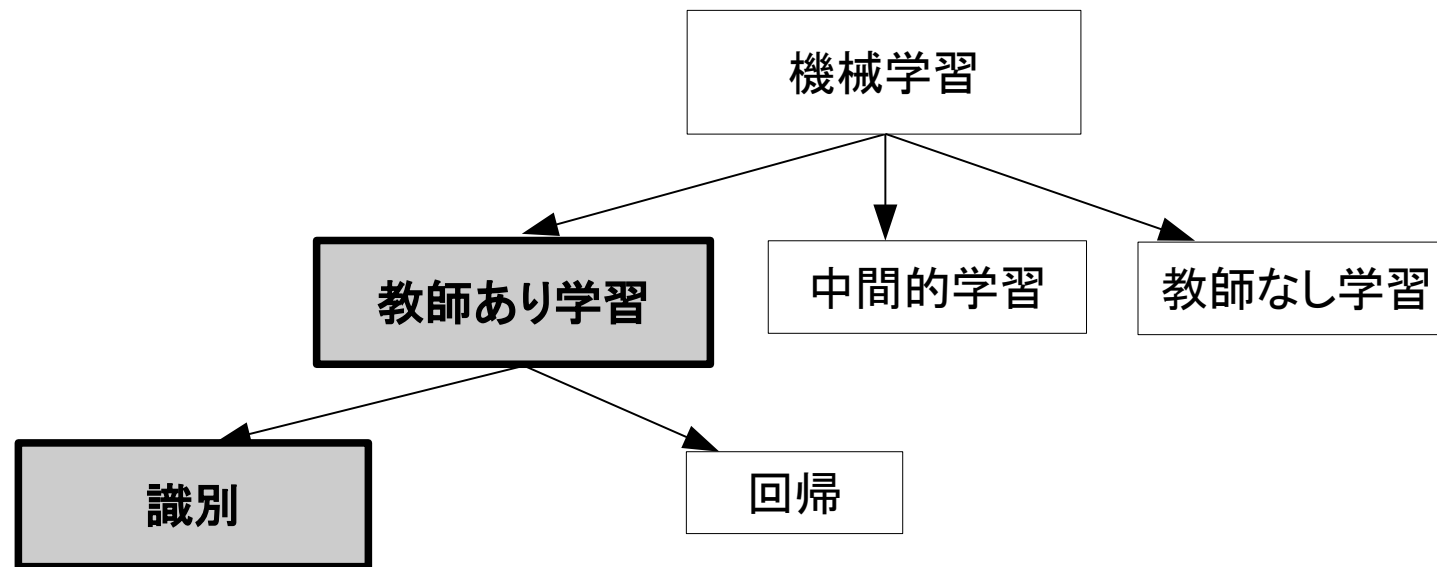 機械学習
教師あり学習
中間的学習
教師なし学習
識別
回帰